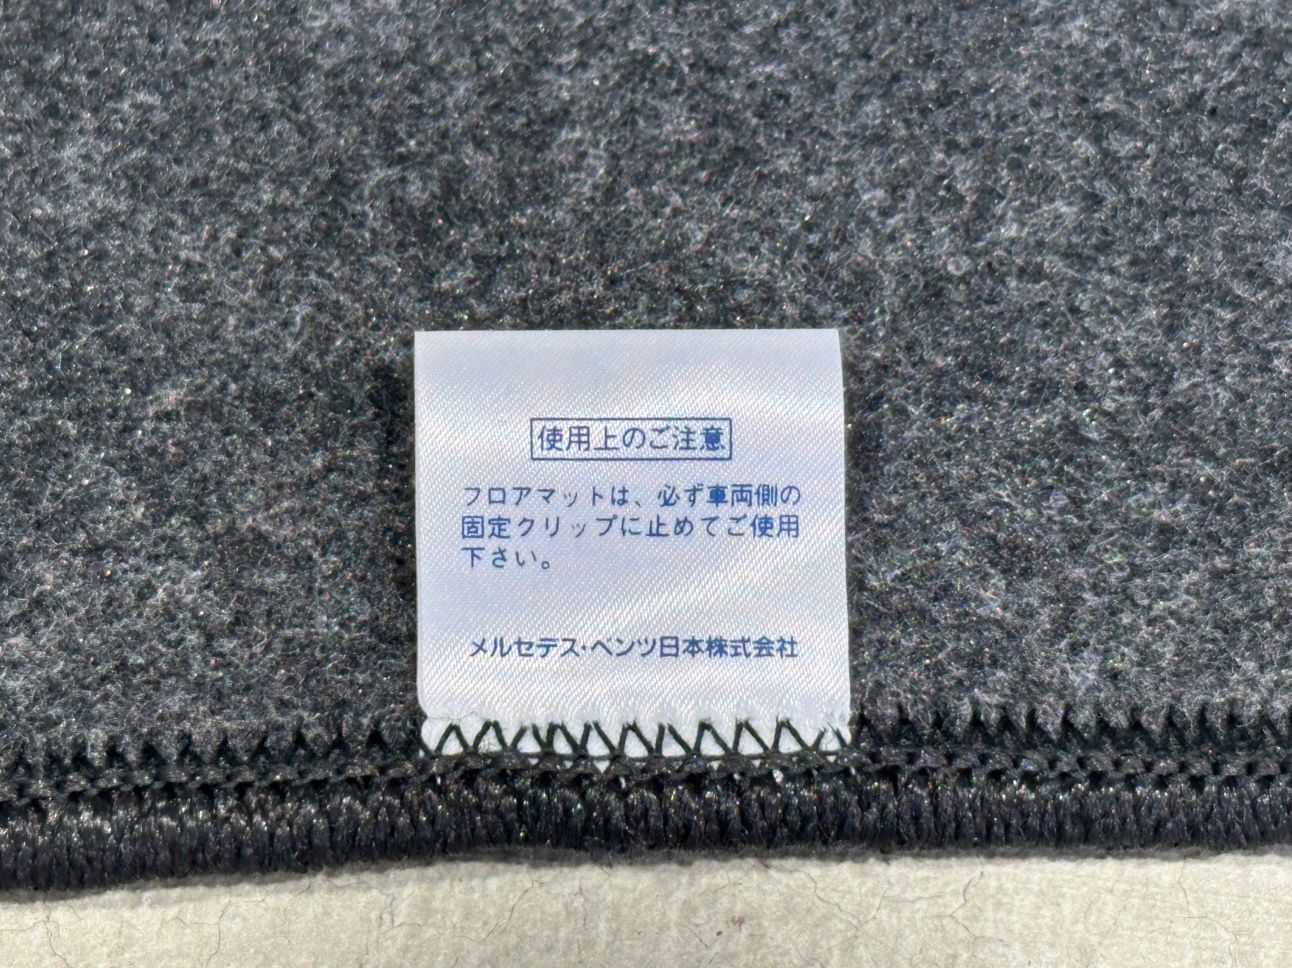 使用上のご注意
フロアマットは、必ず車両側の
固定クリップに止めてご使用
下さい。
メルセデス・ベンツ日本株式会社